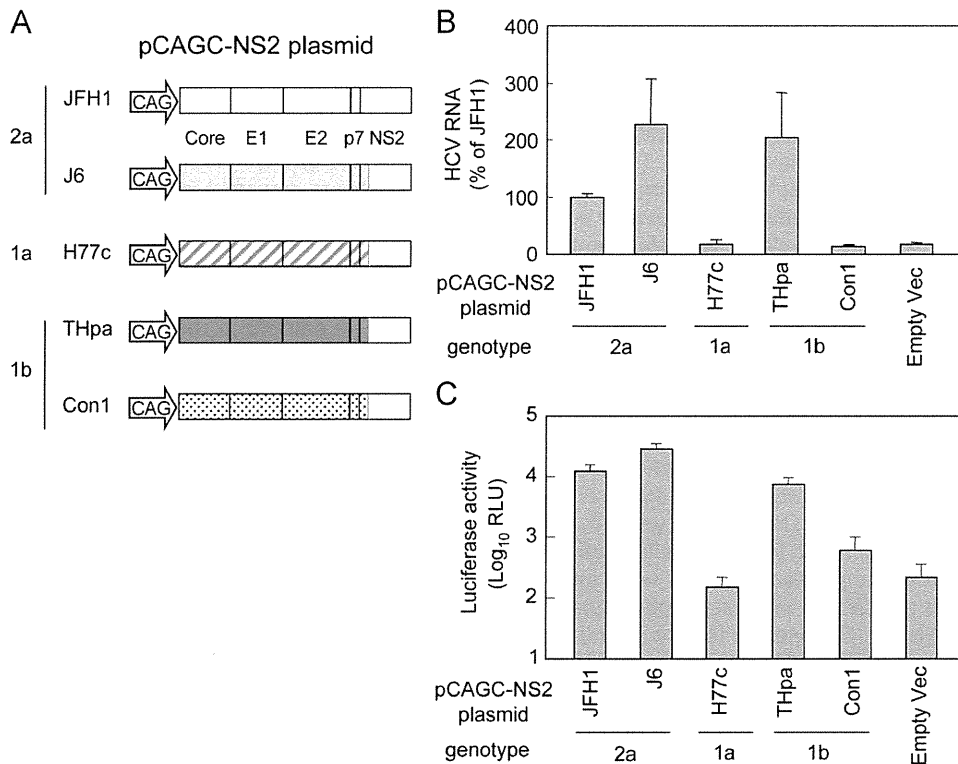 A
pCAGC-NS2 plasmid
2a
JFH1
CAG
Core E1 E2 p7 NS2
J6
CAG
1a
H77c
CAG
1b
THpa
CAG
Con1
CAG
B
HCV RNA
(% of JFH1)
400
300
200
100
0
pCAGC-NS2
plasmid
JFH1
J6
H77c
THpa
Con1
Empty Vec
genotype
2a
1a
1b
C
Luciferase activity
(Log10 RLU)
5
4
3
2
1
pCAGC-NS2
plasmid
JFH1
J6
H77c
THpa
Con1
Empty Vec
genotype
2a
1a
1b